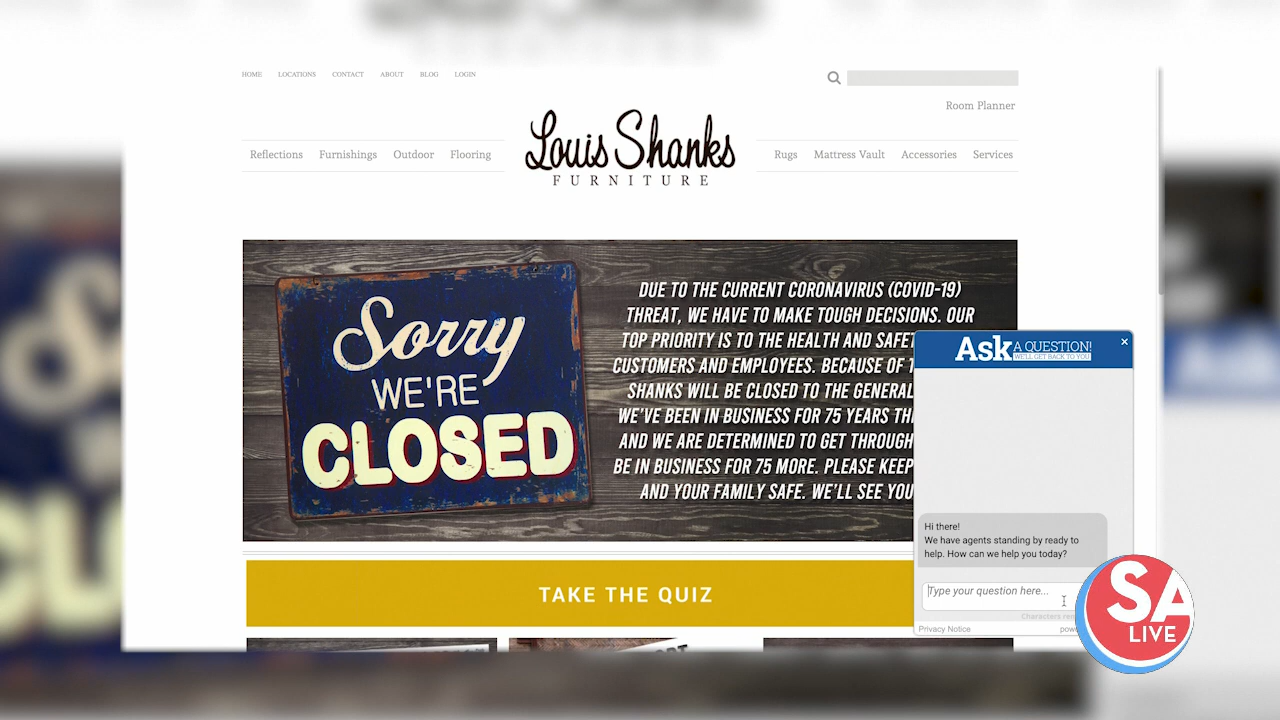 HOME LOCATIONS CONTACT ABOUT BLOG LOGIN
Room Planner
Reflections Furnishings Outdoor Flooring
Louis Shanks
FURNITURE
Rugs Mattress Vault Accessories Services
Sorry
WE'RE
CLOSED
DUE TO THE CURRENT CORONAVIRUS (COVID-19)
THREAT, WE HAVE TO MAKE TOUGH DECISIONS. OUR
TOP PRIORITY IS TO THE HEALTH AND SAFET
CUSTOMERS AND EMPLOYEES. BECAUSE OF T
SHANKS WILL BE CLOSED TO THE GENERAL
WE'VE BEEN IN BUSINESS FOR 75 YEARS TH
AND WE ARE DETERMINED TO GET THROUGH
BE IN BUSINESS FOR 75 MORE. PLEASE KEEP
AND YOUR FAMILY SAFE. WE'LL SEE YOU
Ask A QUESTION!
WE'LL GET BACK TO YOU
Hi there!
We have agents standing by ready to
help. How can we help you today?
Type your question here...
Characters rem
Privacy Notice pow
TAKE THE QUIZ
SA
LIVE